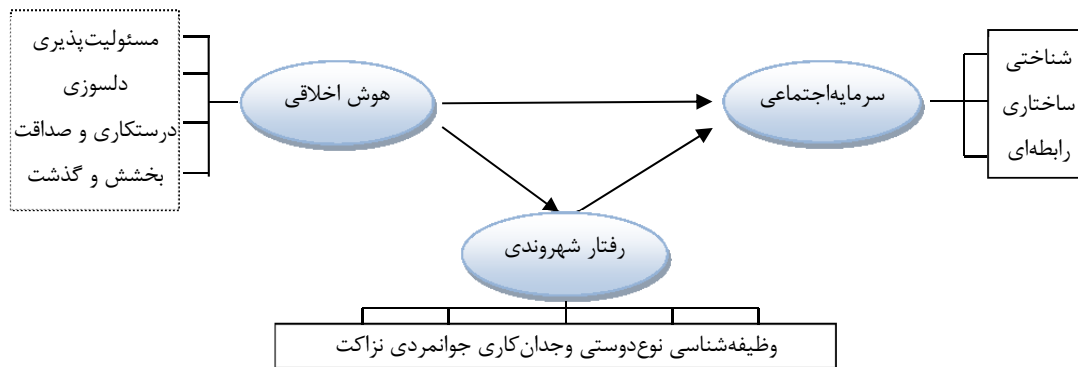 مسئولیت‌پذیری
دلسوزی
درستکاری و صداقت
بخشش و گذشت
هوش اخلاقی
سرمایه‌اجتماعی
شناختی
ساختاری
رابطه‌ای
رفتار شهروندی
وظیفه‌شناسی نوع‌دوستی وجدان‌کاری جوانمردی نزاکت